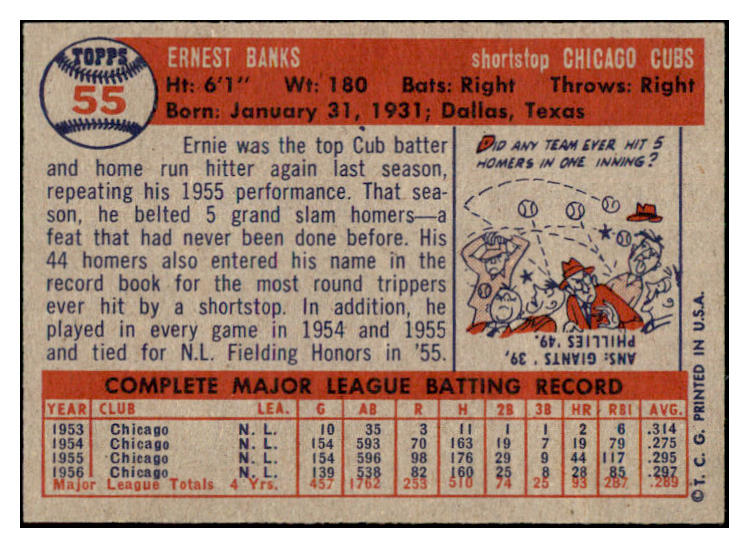 TOPPS
55
ERNEST BANKS shortstop CHICAGO CUBS
Ht: 6'1" Wt: 180 Bats: Right Throws: Right
Born: January 31, 1931; Dallas, Texas
Ernie was the top Cub batter
and home run hitter again last season,
repeating his 1955 performance. That sea-
son, he belted 5 grand slam homers—a
feat that had never been done before. His
44 homers also entered his name in the
record book for the most round trippers
ever hit by a shortstop. In addition, he
played in every game in 1954 and 1955
and tied for N.L. Fielding Honors in '55.
DID ANY TEAM EVER HIT 5
HOMERS IN ONE INNING?
ANS: GIANTS '39,
PHILLIES '49.
COMPLETE MAJOR LEAGUE BATTING RECORD
YEAR CLUB LEA. G AB R H 2B 3B HR RBI AVG.
1953 Chicago N. L. 10 35 3 11 1 1 2 6 .314
1954 Chicago N. L. 154 593 70 163 19 7 19 79 .275
1955 Chicago N. L. 154 596 98 176 29 9 44 117 .295
1956 Chicago N. L. 139 538 82 160 25 8 28 85 .297
Major League Totals 4 Yrs. 457 1762 253 510 74 25 93 287 .289
©T. C. G. PRINTED IN U.S.A.